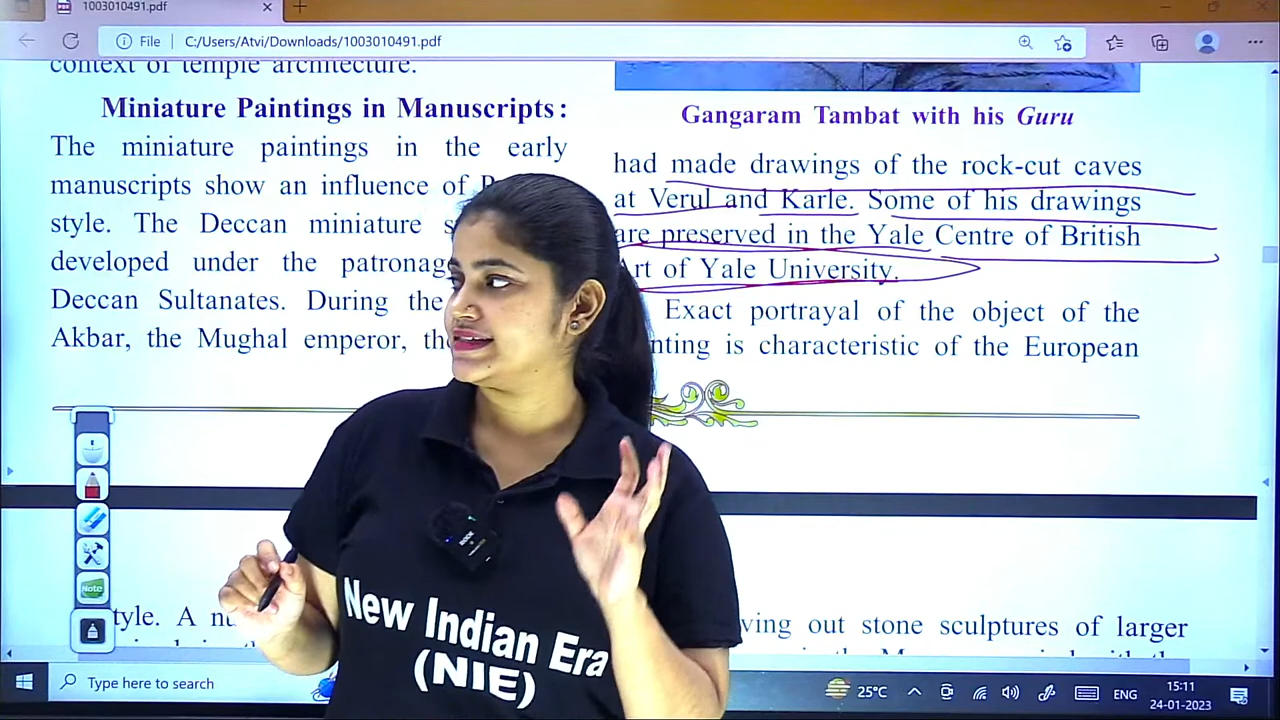 1003010491.pdf
File | C:/Users/Atvi/Downloads/1003010491.pdf
context of temple architecture.
Miniature Paintings in Manuscripts:
The miniature paintings in the early
manuscripts show an influence of
style. The Deccan miniature
developed under the
Deccan Sultanates. During the
Akbar, the Mughal emperor,
Gangaram Tambat with his Guru
had made drawings of the rock-cut caves
at Verul and Karle. Some of his drawings
are preserved in the Yale Centre of British
Art of Yale University.
Exact portrayal of the object of the
is characteristic of the European
style. A
out stone sculptures of larger
Note
RODE
New Indian Era
(NIE)
Type here to search
25°C
ENG
15:11
24-01-2023